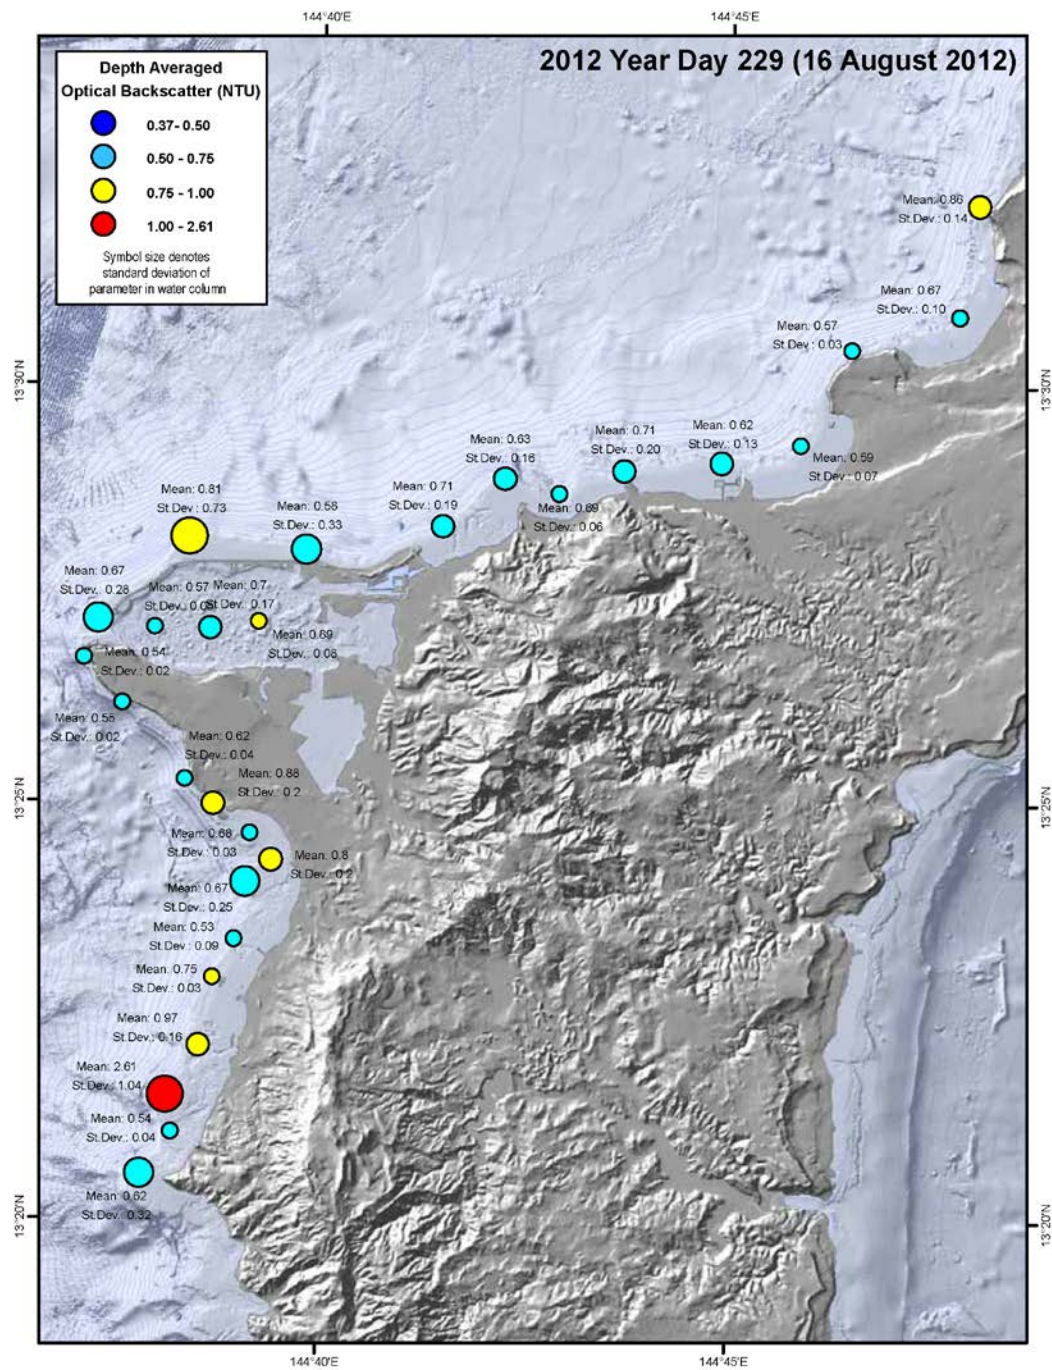 144°40'E
144°45'E
2012 Year Day 229 (16 August 2012)
Depth Averaged
Optical Backscatter (NTU)
0.37- 0.50
0.50 - 0.75
0.75 - 1.00
1.00 - 2.61
Symbol size denotes
standard deviation of
parameter in water column
Mean: 0.86
St.Dev.: 0.14
Mean: 0.67
St.Dev.: 0.10
Mean: 0.57
St.Dev.: 0.03
13°30'N
13°30'N
Mean: 0.62
St.Dev.: 0.13
Mean: 0.71
St.Dev.: 0.20
Mean: 0.63
St.Dev.: 0.16
Mean: 0.59
St.Dev.: 0.07
Mean: 0.69
St.Dev.: 0.06
Mean: 0.71
St.Dev.: 0.19
Mean: 0.81
St.Dev.: 0.73
Mean: 0.58
St.Dev.: 0.33
Mean: 0.67
St.Dev.: 0.28
Mean: 0.57
St.Dev.:
Mean: 0.7
St.Dev.: 0.17
Mean: 0.69
St.Dev.: 0.08
Mean: 0.54
St.Dev.: 0.02
Mean: 0.55
St.Dev.: 0.02
Mean: 0.62
St.Dev.: 0.04
Mean: 0.88
St.Dev.: 0.2
13°25'N
13°25'N
Mean: 0.68
St.Dev.: 0.03
Mean: 0.8
St.Dev.: 0.2
Mean: 0.67
St.Dev.: 0.25
Mean: 0.53
St.Dev.: 0.09
Mean: 0.75
St.Dev.: 0.03
Mean: 0.97
St.Dev.: 0.16
Mean: 2.61
St.Dev.: 1.04
Mean: 0.54
St.Dev.: 0.04
Mean: 0.62
St.Dev.: 0.32
13°20'N
13°20'N
144°40'E
144°45'E